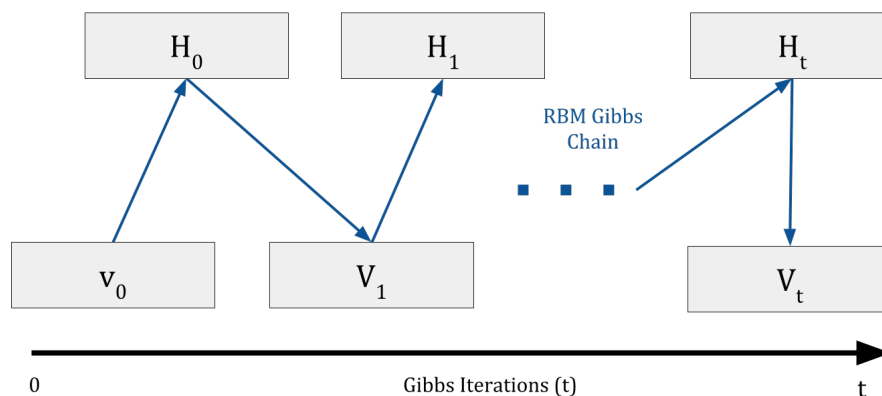 H₀
H₁
Hₜ
RBM Gibbs
Chain
v₀
V₁
Vₜ
0
Gibbs Iterations (t)
t